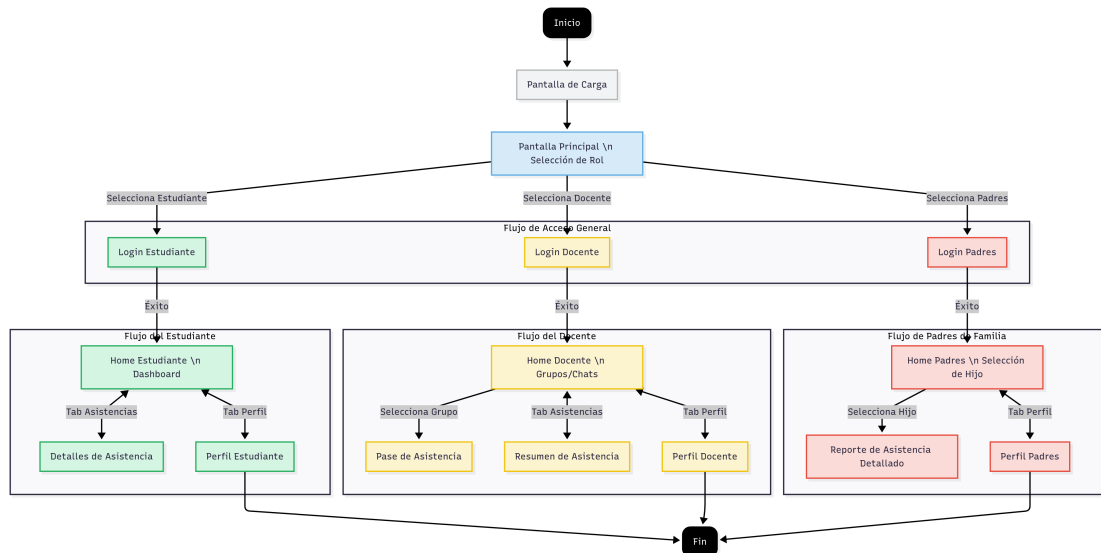 Inicio
Pantalla de Carga
Pantalla Principal \n
Selección de Rol
Selecciona Estudiante
Selecciona Docente
Selecciona Padres
Flujo de Acceso General
Login Estudiante
Login Docente
Login Padres
Éxito
Éxito
Éxito
Flujo del Estudiante
Flujo del Docente
Flujo de Padres de Familia
Home Estudiante \n
Dashboard
Home Docente \n
Grupos/Chats
Home Padres \n Selección
de Hijo
Tab Asistencias
Tab Perfil
Selecciona Grupo
Tab Asistencias
Tab Perfil
Selecciona Hijo
Tab Perfil
Detalles de Asistencia
Perfil Estudiante
Pase de Asistencia
Resumen de Asistencia
Perfil Docente
Reporte de Asistencia
Detallado
Perfil Padres
Fin